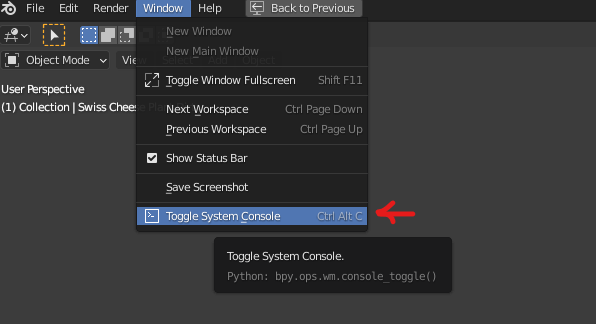 File Edit Render Window Help Back to Previous
New Window
New Main Window
Object Mode View Select Add Object
Toggle Window Fullscreen Shift F11
User Perspective
(1) Collection | Swiss Cheese
Next Workspace Ctrl Page Down
Previous Workspace Ctrl Page Up
Show Status Bar
Save Screenshot
Toggle System Console Ctrl Alt C
Toggle System Console.
Python: bpy.ops.wm.console_toggle()